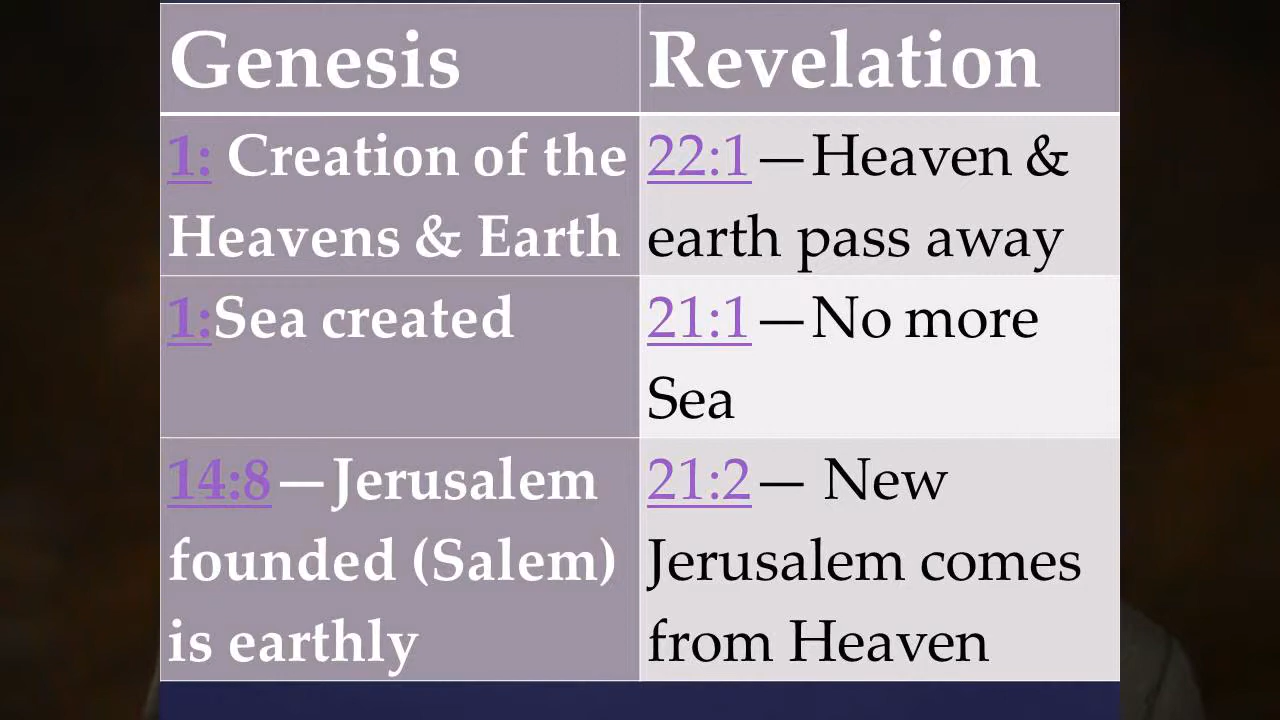 Genesis
Revelation
1: Creation of the
Heavens & Earth
22:1—Heaven &
earth pass away
1:Sea created
21:1—No more
Sea
14:8—Jerusalem
founded (Salem)
is earthly
21:2— New
Jerusalem comes
from Heaven